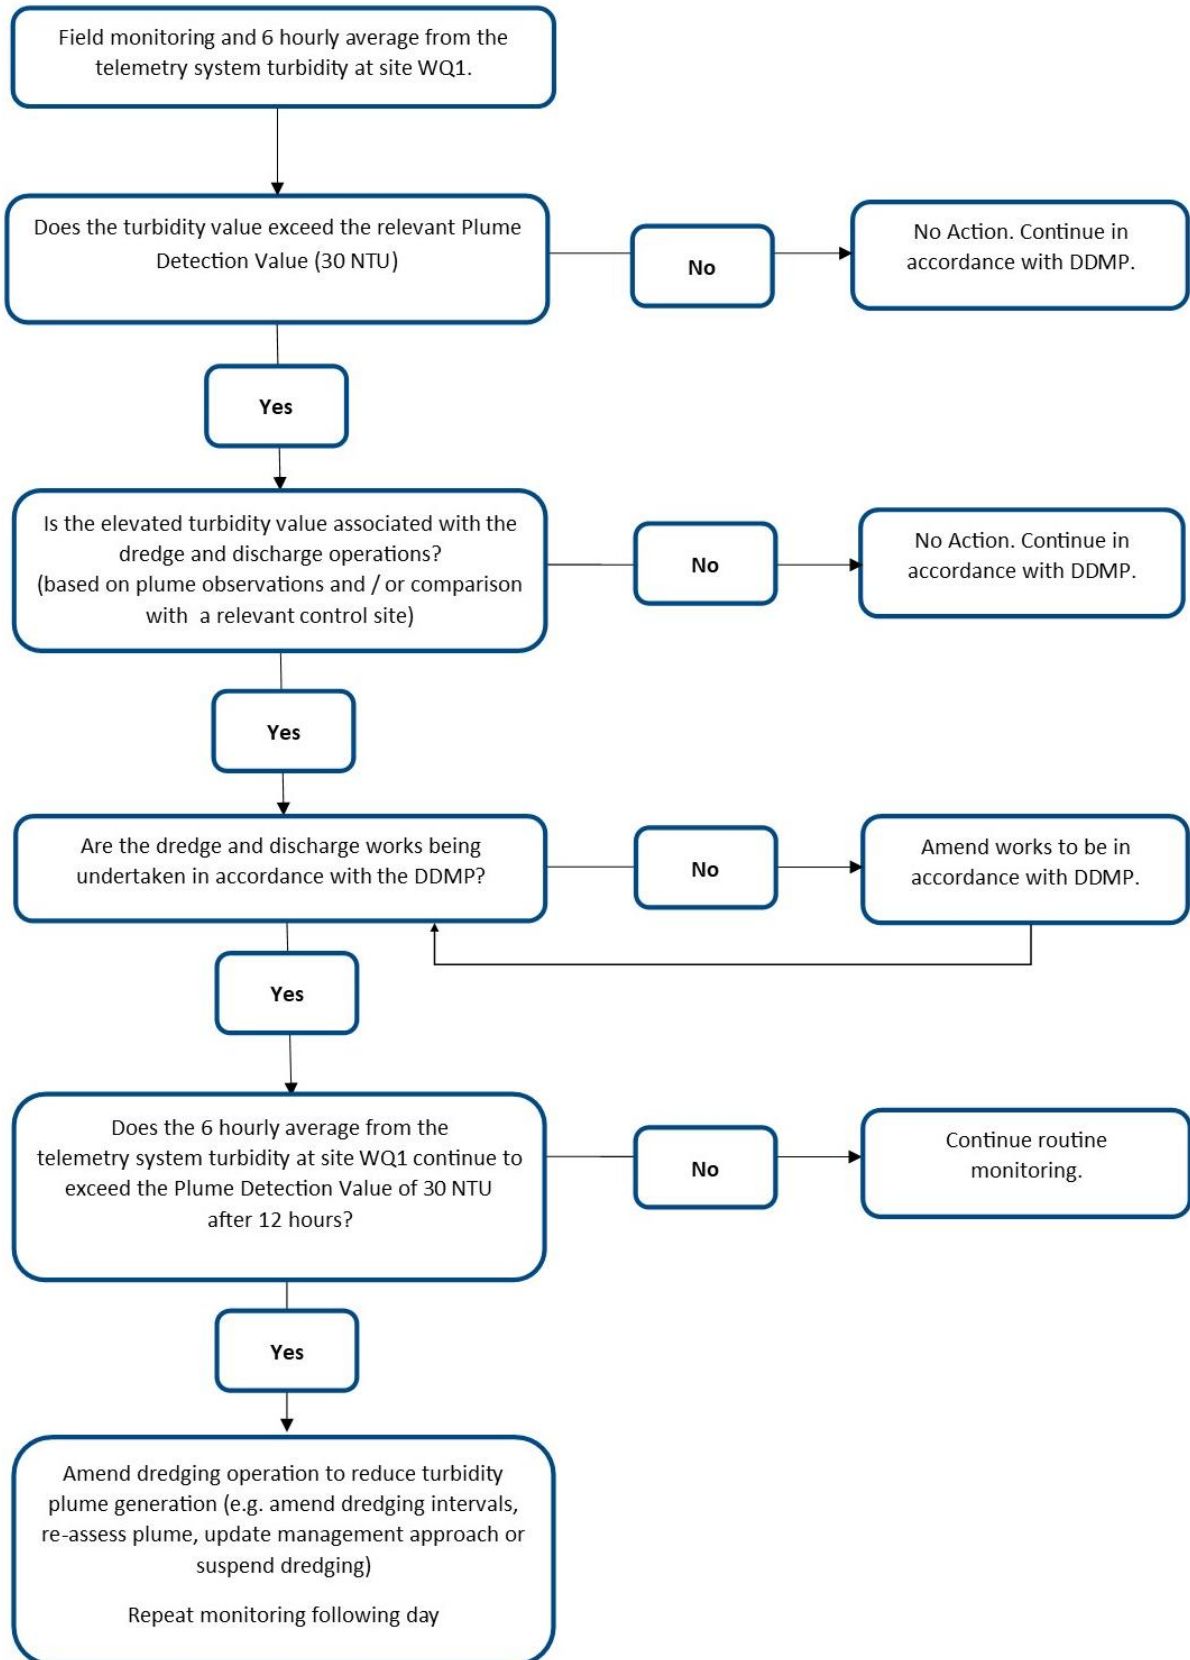 Field monitoring and 6 hourly average from the
telemetry system turbidity at site WQ1.
Does the turbidity value exceed the relevant Plume
Detection Value (30 NTU)
No
No Action. Continue in
accordance with DDMP.
Yes
Is the elevated turbidity value associated with the
dredge and discharge operations?
(based on plume observations and / or comparison
with a relevant control site)
No
No Action. Continue in
accordance with DDMP.
Yes
Are the dredge and discharge works being
undertaken in accordance with the DDMP?
No
Amend works to be in
accordance with DDMP.
Yes
Does the 6 hourly average from the
telemetry system turbidity at site WQ1 continue to
exceed the Plume Detection Value of 30 NTU
after 12 hours?
No
Continue routine
monitoring.
Yes
Amend dredging operation to reduce turbidity
plume generation (e.g. amend dredging intervals,
re-assess plume, update management approach or
suspend dredging)
Repeat monitoring following day